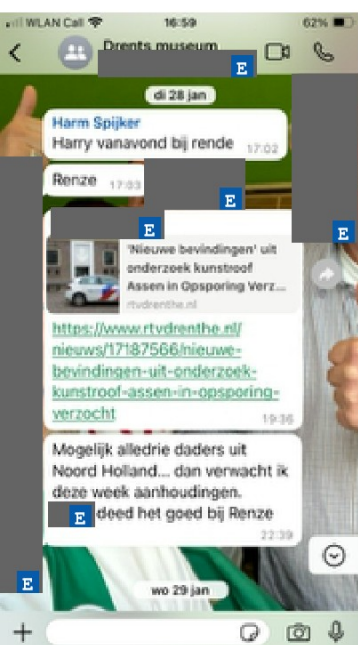 WLAN Call 16:59 62%
Drents museum
E
di 28 jan
Harm Spijker
Harry vanavond bij rende 17:02
Renze 17:03
E
E
E
'Nieuwe bevindingen' uit
onderzoek kunstroof
Assen in Opsporing Verz...
rtvdrenthe.nl
https://www.rtvdrenthe.nl/
nieuws/17187566/nieuwe-
bevindingen-uit-onderzoek-
kunstroof-assen-in-opsporing-
verzocht
19:36
Mogelijk alledrie daders uit
Noord Holland... dan verwacht ik
deze week aanhoudingen.
E deed het goed bij Renze
22:39
E
wo 29 jan